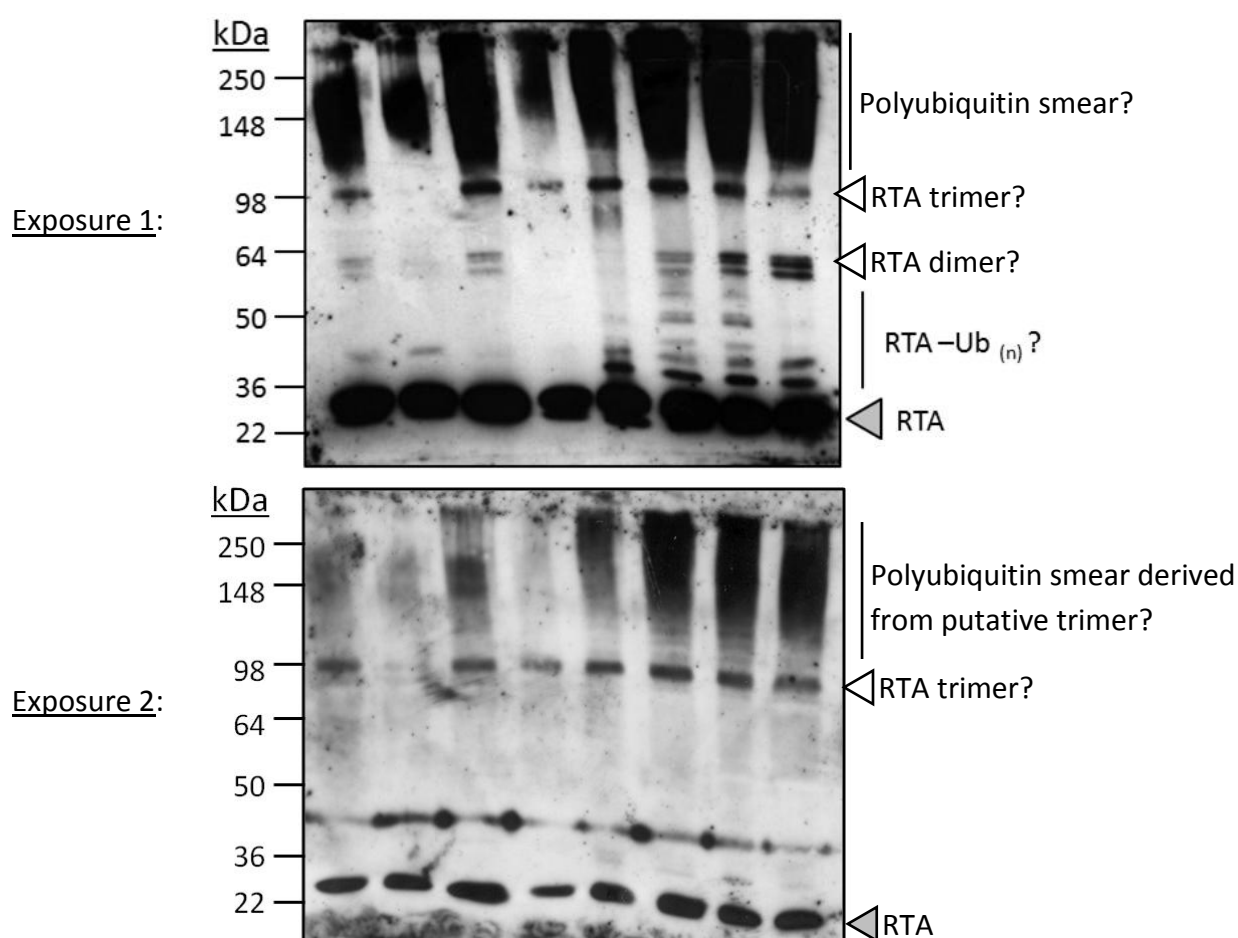 kDa
250
148
98
64
50
36
22
Exposure 1:
Polyubiquitin smear?
RTA trimer?
RTA dimer?
RTA –Ub (n) ?
RTA
kDa
250
148
98
64
50
36
22
Exposure 2:
Polyubiquitin smear derived
from putative trimer?
RTA trimer?
RTA